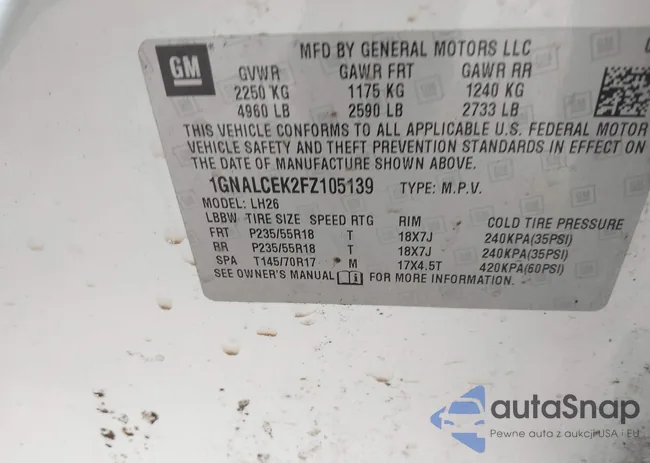 MFD BY GENERAL MOTORS LLC
GM
GVWR GAWR FRT GAWR RR
2250 KG 1175 KG 1240 KG
4960 LB 2590 LB 2733 LB
THIS VEHICLE CONFORMS TO ALL APPLICABLE U.S. FEDERAL MOTOR
VEHICLE SAFETY AND THEFT PREVENTION STANDARDS IN EFFECT ON
THE DATE OF MANUFACTURE SHOWN ABOVE.
1GNALCEK2FZ105139 TYPE: M.P.V.
MODEL: LH26
LBBW TIRE SIZE SPEED RTG RIM COLD TIRE PRESSURE
FRT P235/55R18 T 18X7J 240KPA(35PSI)
RR P235/55R18 T 18X7J 240KPA(35PSI)
SPA T145/70R17 M 17X4.5T 420KPA(60PSI)
SEE OWNER'S MANUAL FOR MORE INFORMATION.
autoSnap
Pewne auta z aukcji USA i EU